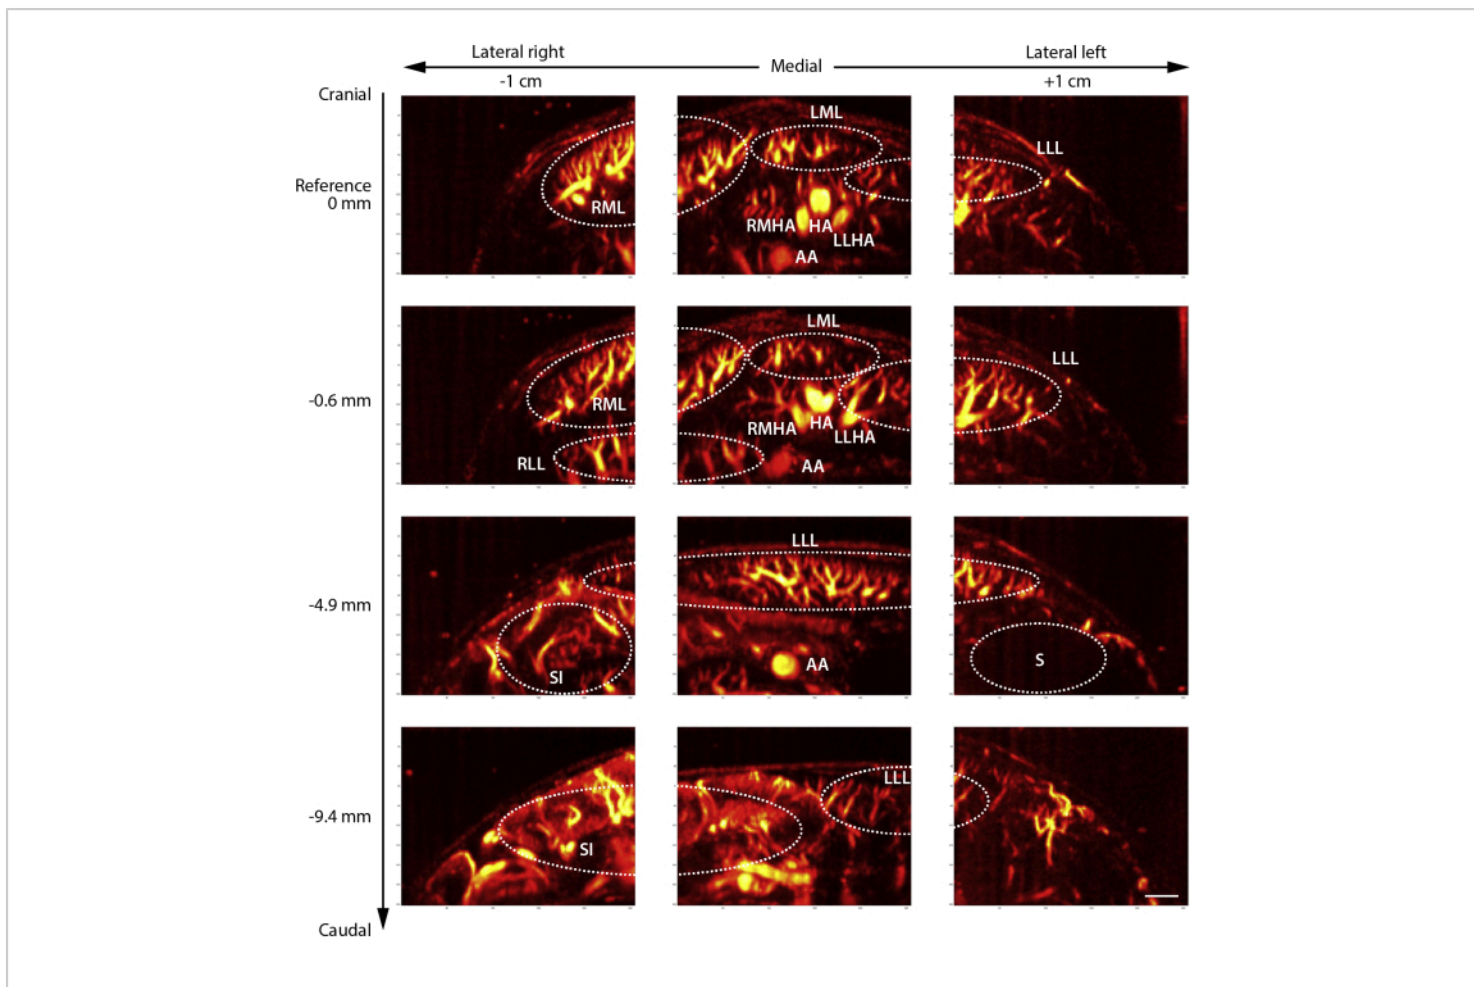 Lateral right
Medial
Lateral left
-1 cm
+1 cm
Cranial
Reference
0 mm
RML
LML
RMHA
HA
LLHA
AA
LLL
-0.6 mm
RML
RLL
LML
RMHA
HA
LLHA
AA
LLL
-4.9 mm
SI
LLL
AA
S
-9.4 mm
SI
LLL
Caudal